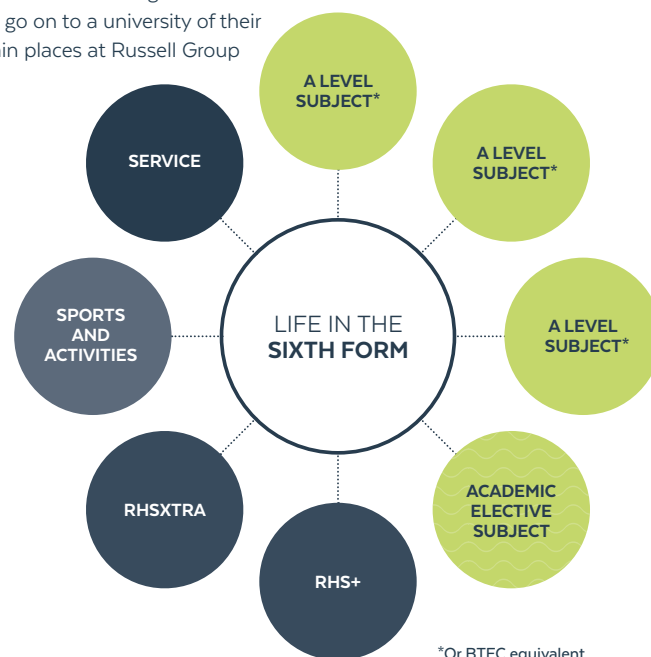 go on to a university of their
places at Russell Group
A LEVEL
SUBJECT*
SERVICE
A LEVEL
SUBJECT*
SPORTS
AND
ACTIVITIES
LIFE IN THE
SIXTH FORM
A LEVEL
SUBJECT*
RHSXTRA
ACADEMIC
ELECTIVE
SUBJECT
RHS+
*Or BTEC equivalent